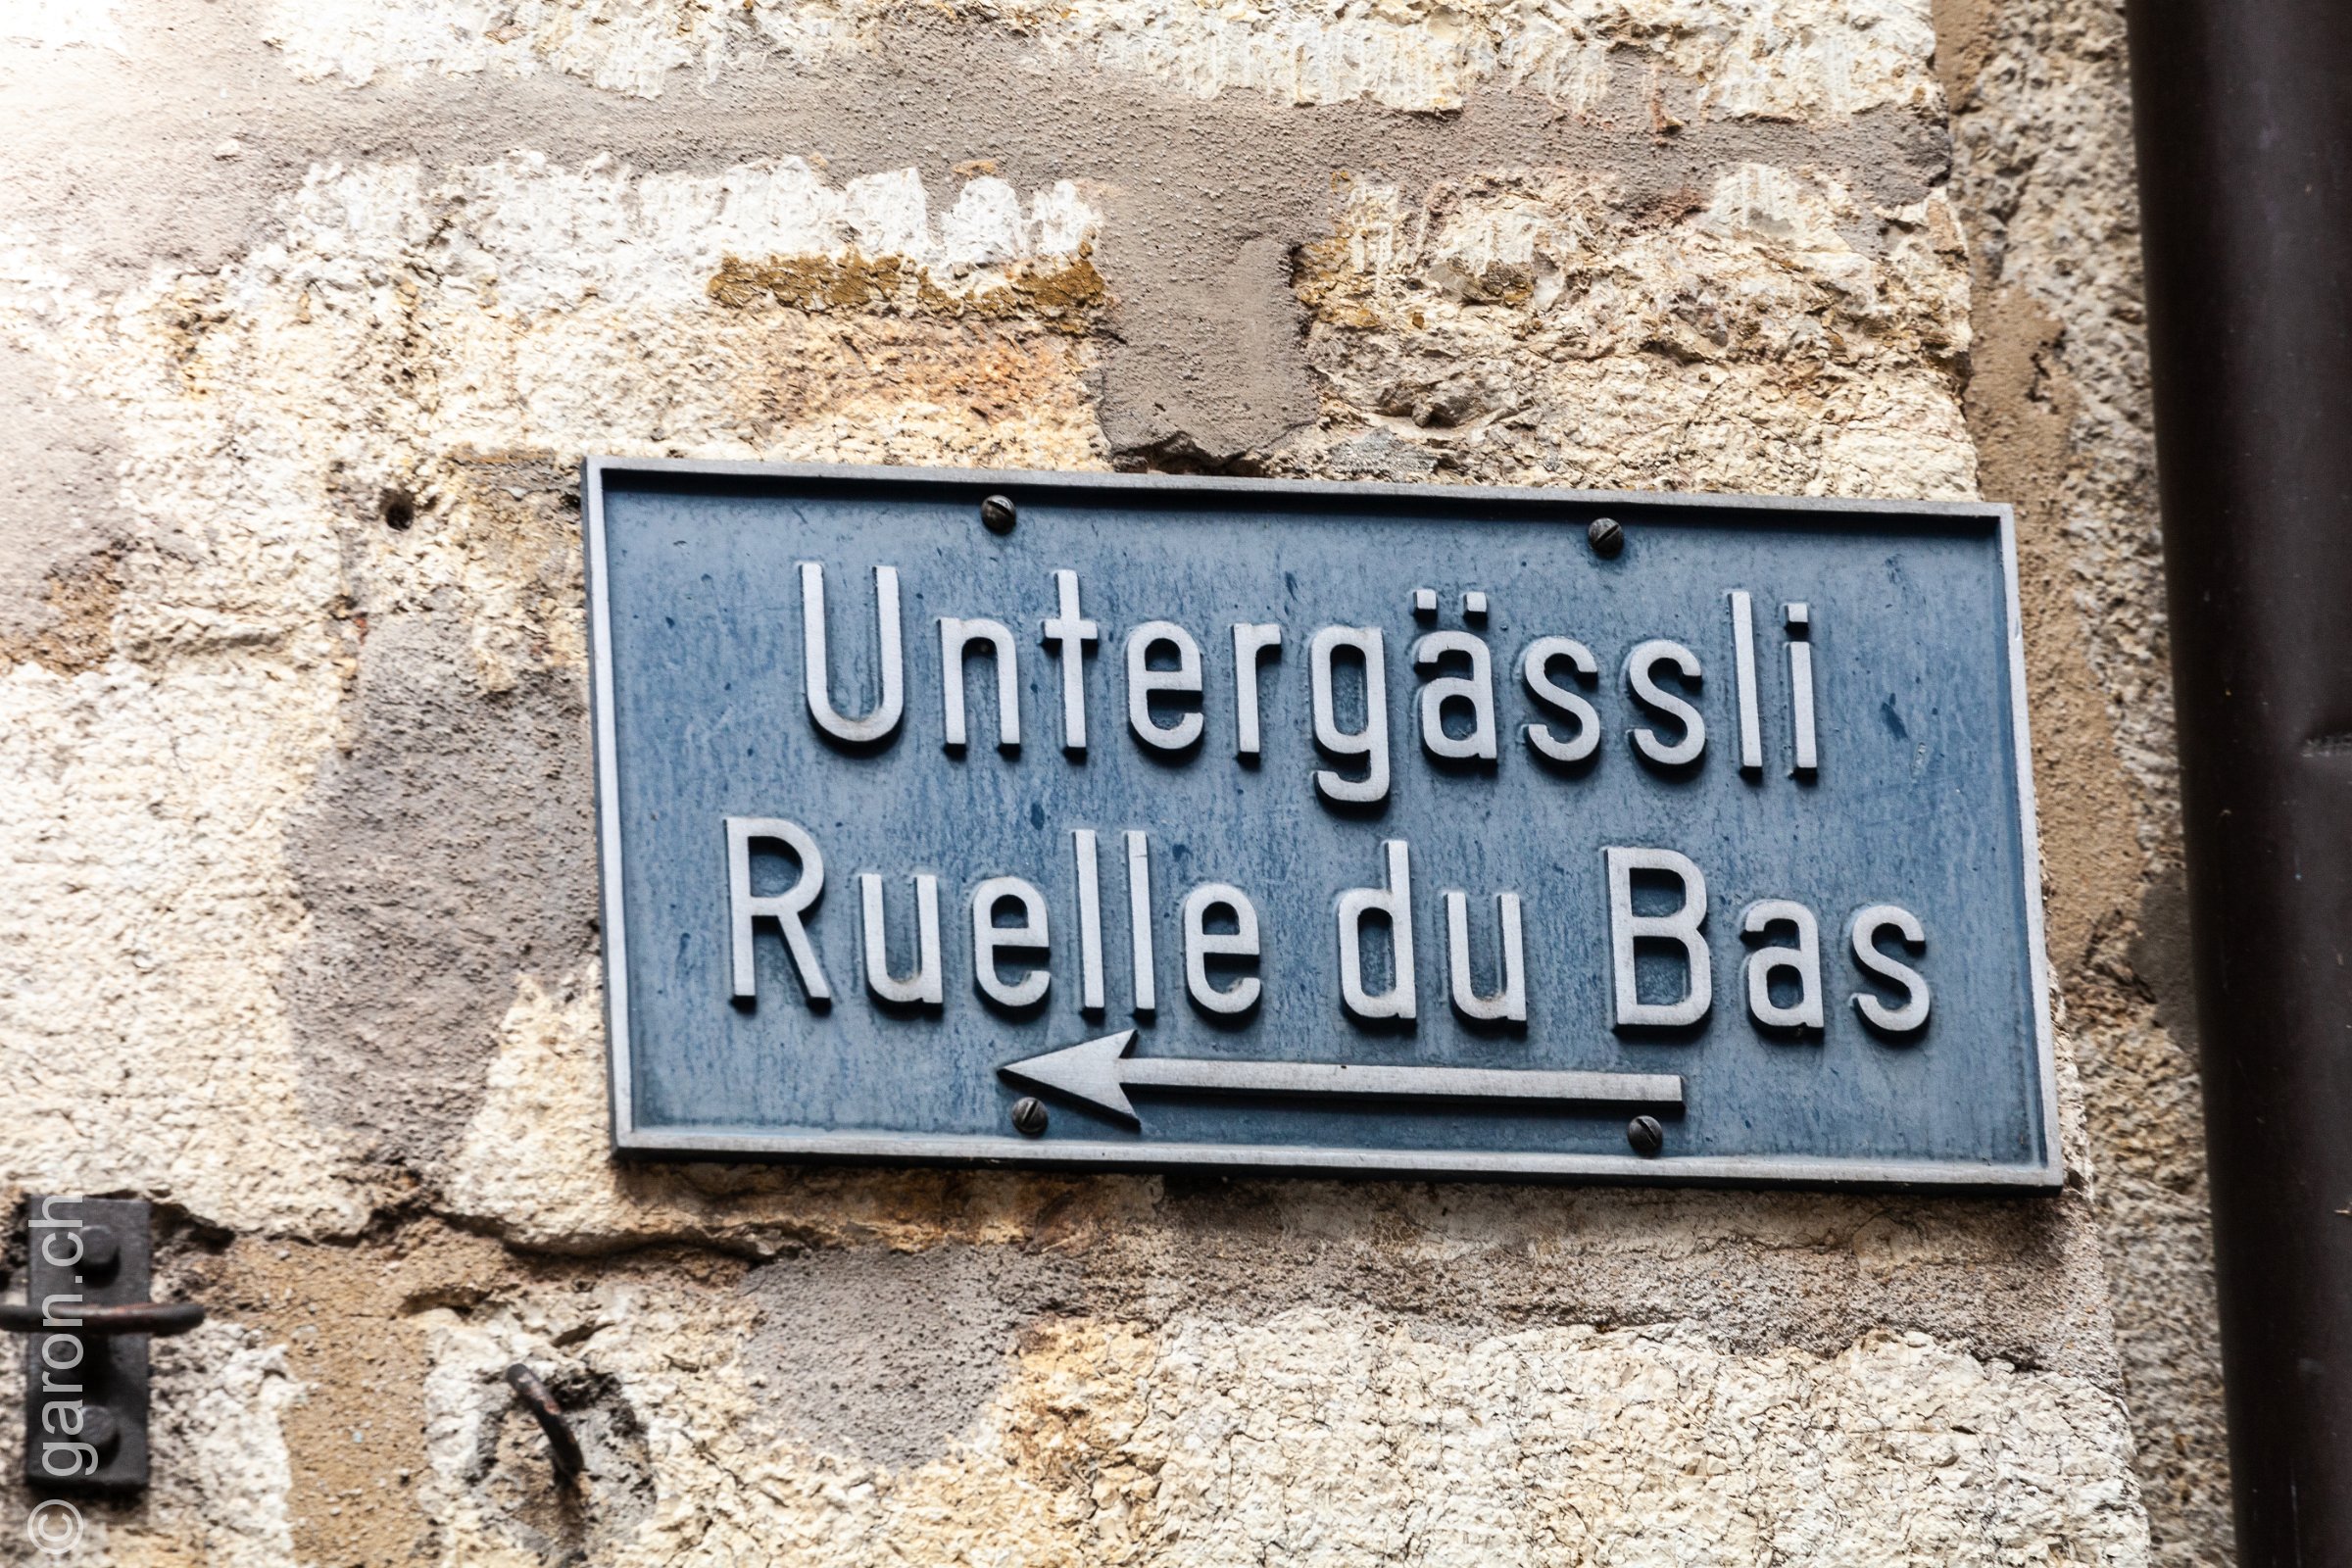 Untergässli
Ruelle du Bas
© garon.ch